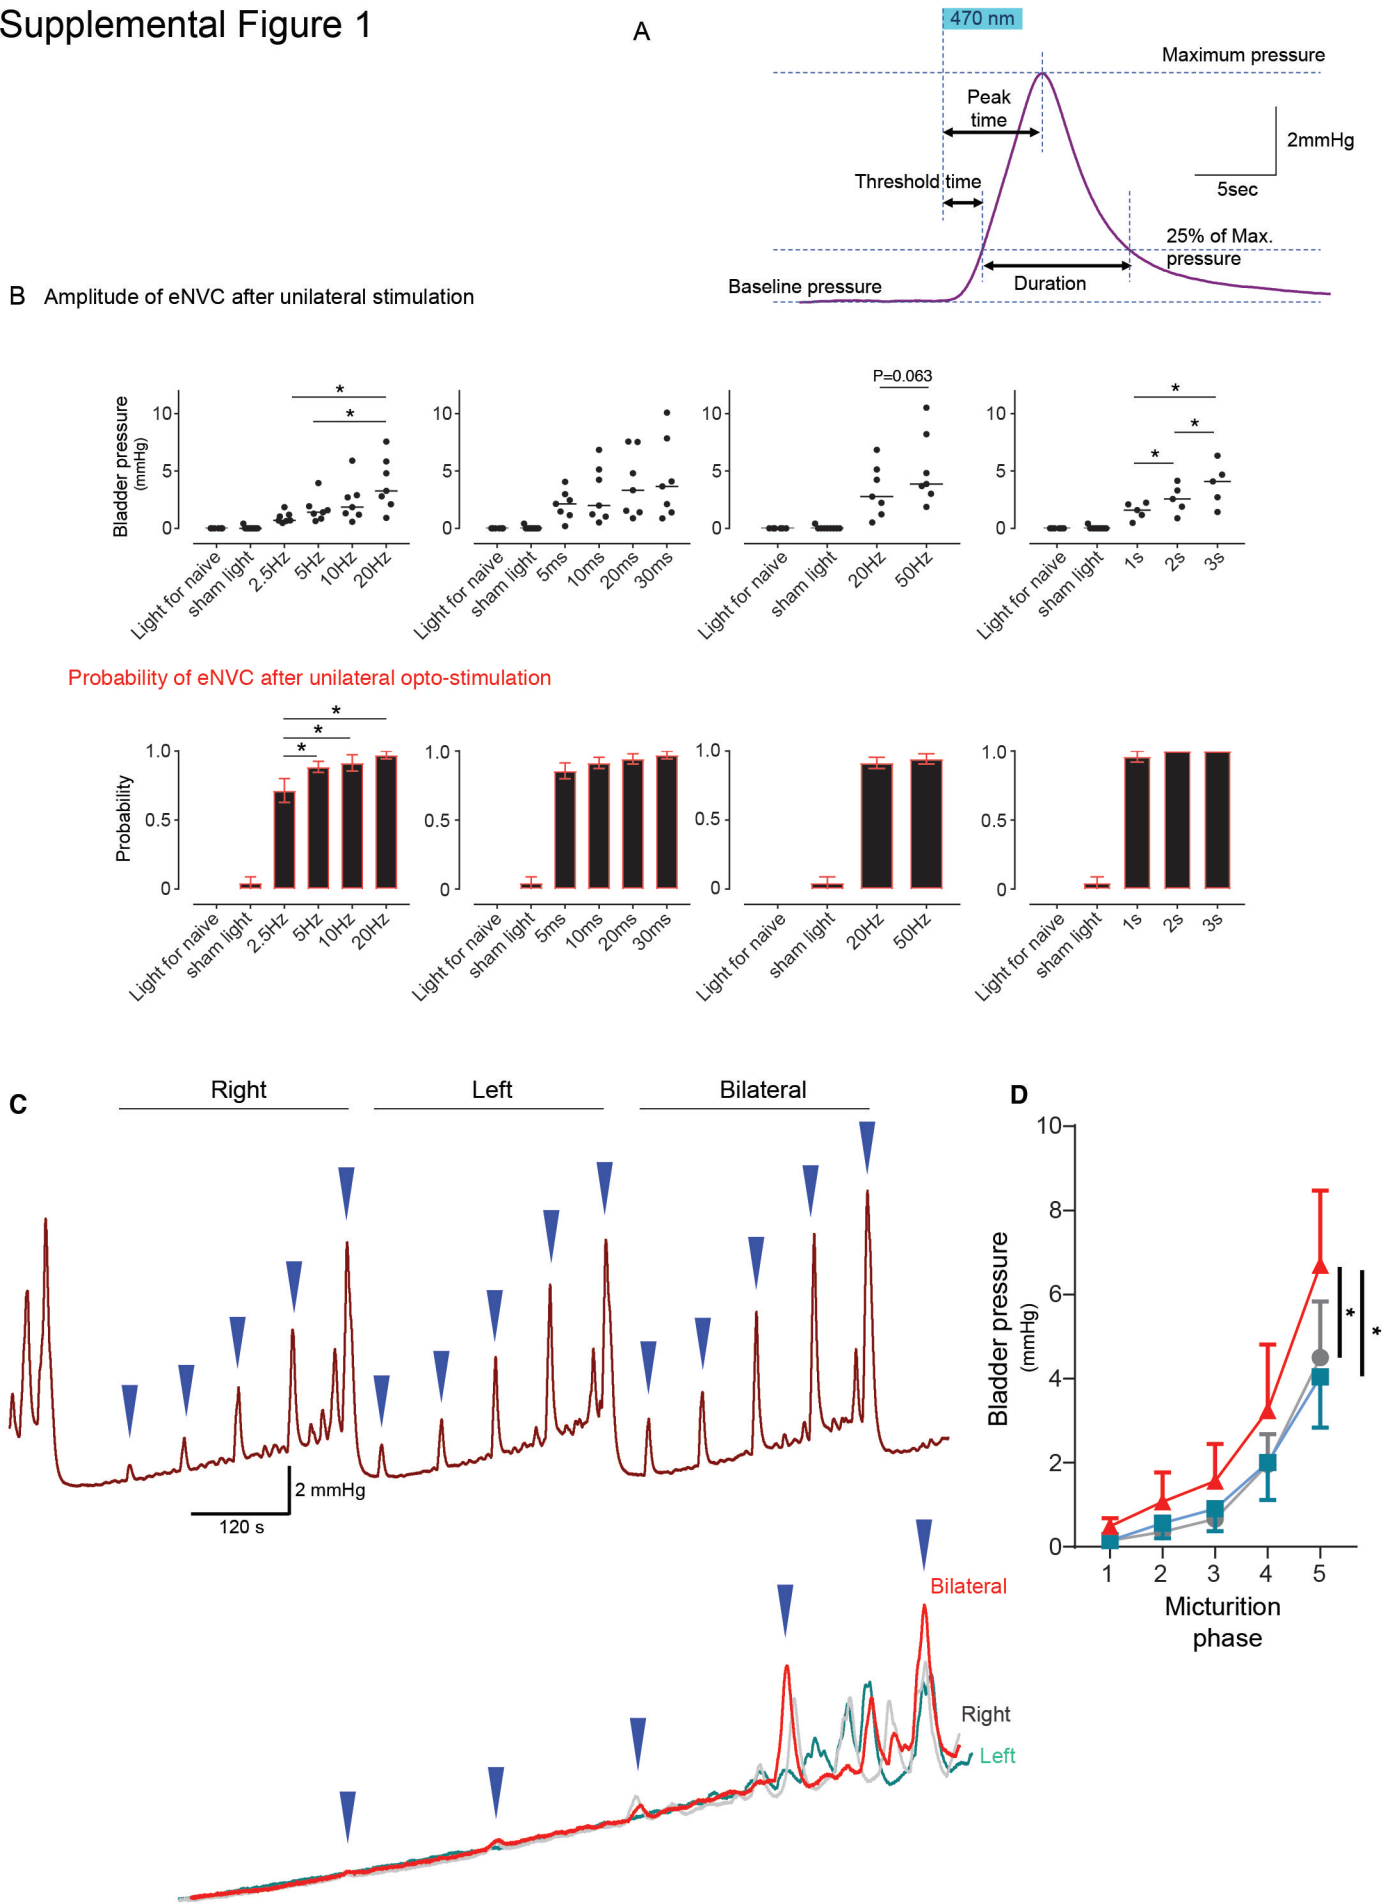 Supplemental Figure 1
A
470 nm
Maximum pressure
Peak
time
2mmHg
5sec
Threshold time
25% of Max.
pressure
Baseline pressure
Duration
B Amplitude of eNVC after unilateral stimulation
Bladder pressure
(mmHg)
10
5
0
*
*
Light for naive
sham light
2.5Hz
5Hz
10Hz
20Hz
10
5
0
Light for naive
sham light
5ms
10ms
20ms
30ms
10
5
0
P=0.063
Light for naive
sham light
20Hz
50Hz
10
5
0
*
*
*
Light for naive
sham light
1s
2s
3s
Probability of eNVC after unilateral opto-stimulation
Probability
1.0
0.5
0
*
*
*
Light for naive
sham light
2.5Hz
5Hz
10Hz
20Hz
1.0
0.5
0
Light for naive
sham light
5ms
10ms
20ms
30ms
1.0
0.5
0
Light for naive
sham light
20Hz
50Hz
1.0
0.5
0
Light for naive
sham light
1s
2s
3s
C
Right
Left
Bilateral
2 mmHg
120 s
Bilateral
Right
Left
D
Bladder pressure
(mmHg)
10
8
6
4
2
0
*
*
1 2 3 4 5
Micturition
phase